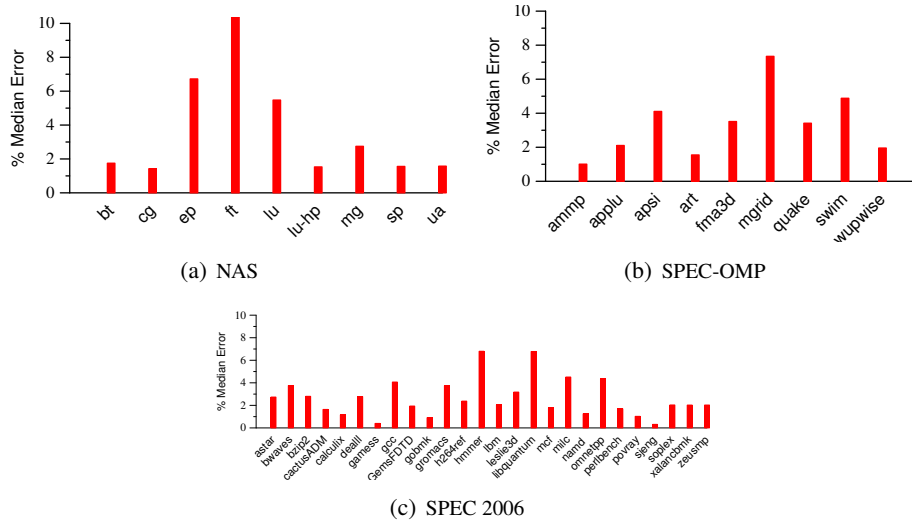 % Median Error
10
8
6
4
2
0
bt
cg
ep
ft
lu
lu-hp
mg
sp
ua
(a) NAS
% Median Error
10
8
6
4
2
0
ammp
applu
apsi
art
fma3d
mgrid
quake
swim
wupwise
(b) SPEC-OMP
% Median Error
10
8
6
4
2
0
astar
bwaves
bzip2
cactusADM
calculix
dealII
gamess
gcc
GemsFDTD
gobmk
gromacs
h264ref
hmmer
lbm
leslie3d
libquantum
mcf
milc
namd
omnetpp
perlbench
povray
sjeng
soplex
xalancbmk
zeusmp
(c) SPEC 2006